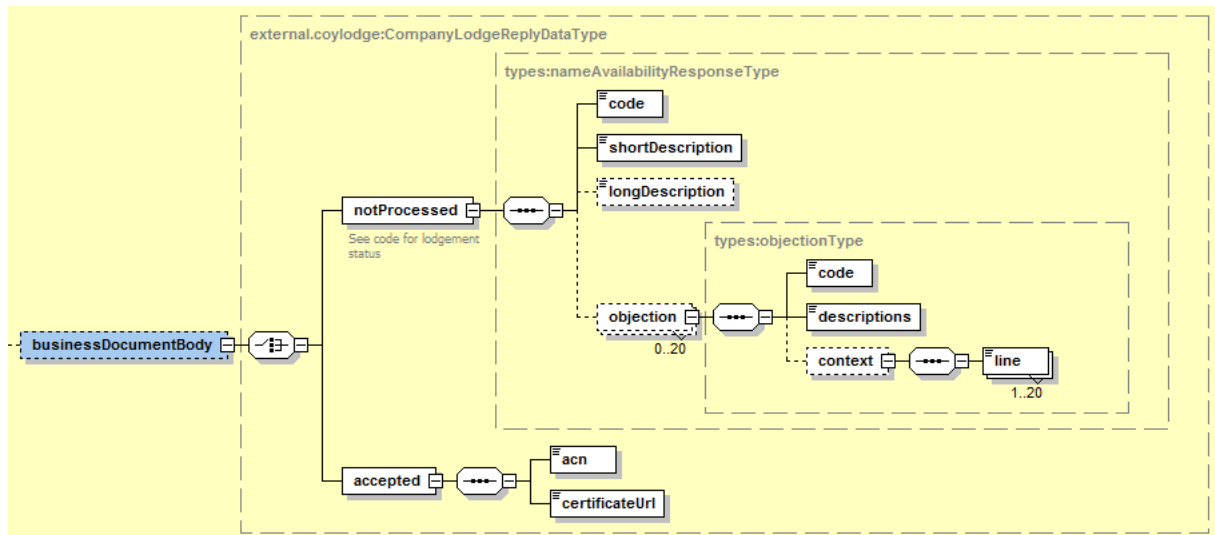 external.coylodge:CompanyLodgeReplyDataType
types:nameAvailabilityResponseType
code
shortDescription
longDescription
notProcessed
See code for lodgement
status
types:objectionType
code
objection
descriptions
0..20
businessDocumentBody
context
line
1..20
acn
accepted
certificateUrl